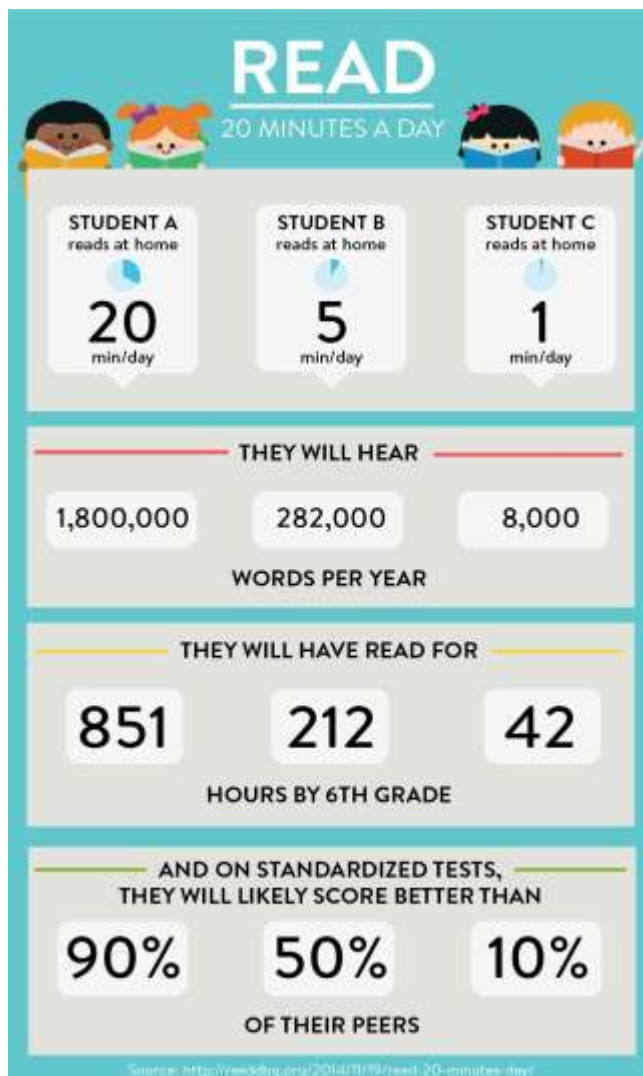 READ
20 MINUTES A DAY
STUDENT A
reads at home
20
min/day
STUDENT B
reads at home
5
min/day
STUDENT C
reads at home
1
min/day
THEY WILL HEAR
1,800,000 282,000 8,000
WORDS PER YEAR
THEY WILL HAVE READ FOR
851 212 42
HOURS BY 6TH GRADE
AND ON STANDARDIZED TESTS,
THEY WILL LIKELY SCORE BETTER THAN
90% 50% 10%
OF THEIR PEERS
Source: